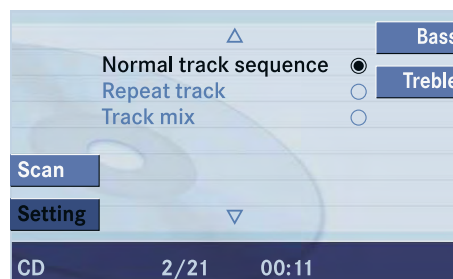 Bass
Normal track sequence
Repeat track
Treble
Track mix
Scan
Setting
CD 2/21 00:11